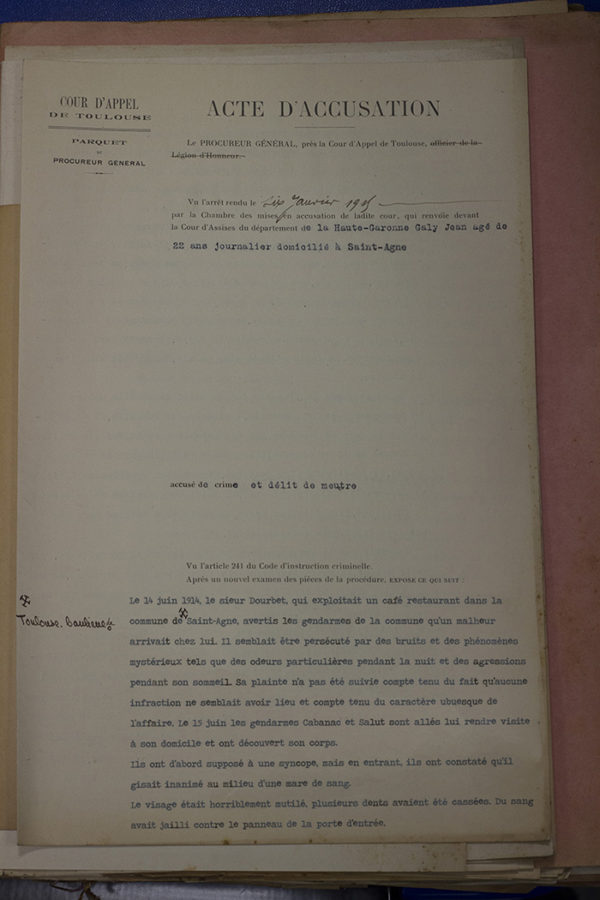 COUR D'APPEL
DE TOULOUSE
PARQUET
DU
PROCUREUR GÉNÉRAL
ACTE D'ACCUSATION
Le PROCUREUR GÉNÉRAL, près la Cour d'Appel de Toulouse, officier de la
Légion d'Honneur.
Vu l'arrêt rendu le six Janvier
par la Chambre des mises en accusation de ladite cour, qui renvoie devant
la Cour d'Assises du département de la Haute-Garonne Galy Jean agé de
22 ans journalier domicilié à Saint-Agne
accusé de crime et délit de meutre
Vu l'article 241 du Code d'instruction criminelle.
Après un nouvel examen des pièces de la procédure, EXPOSE CE QUI SUIT :
Le 14 juin 1914, le sieur Dourbet, qui exploitait un café restaurant dans la
Toulouse
commune de Saint-Agne, avertis les gendarmes de la commune qu'un malheur
arrivait chez lui. Il semblait être persécuté par des bruits et des phénomènes
mystérieux tels que des odeurs particulières pendant la nuit et des agressions
pendant son sommeil. Sa plainte n'a pas été suivie compte tenu du fait qu'aucune
infraction ne semblait avoir lieu et compte tenu du caractère ubuesque de
l'affaire. Le 15 juin les gendarmes Cabanac et Salut sont allés lui rendre visite
à son domicile et ont découvert son corps.
Ils ont d'abord supposé à une syncope, mais en entrant, ils ont constaté qu'il
gisait inanimé au milieu d'une mare de sang.
Le visage était horriblement mutilé, plusieurs dents avaient été cassées. Du sang
avait jailli contre le panneau de la porte d'entrée.